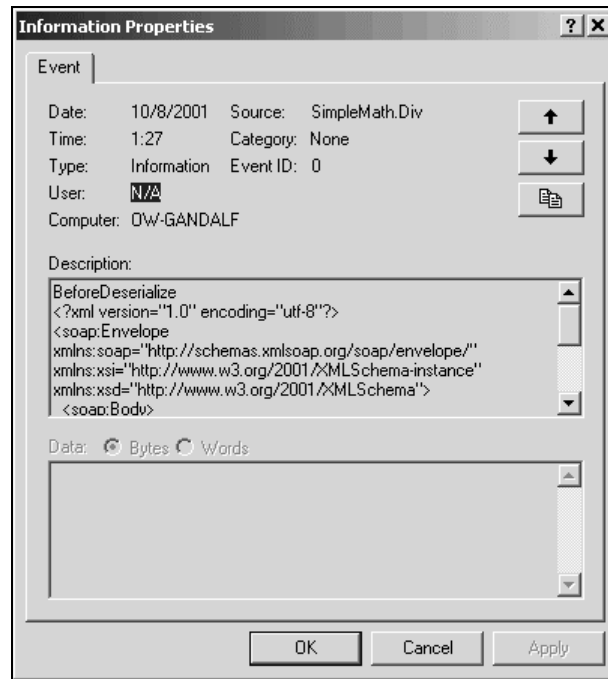 Information Properties
Event
Date: 10/8/2001 Source: SimpleMath.Div
Time: 1:27 Category: None
Type: Information Event ID: 0
User: N/A
Computer: OW-GANDALF
Description:
BeforeDeserialize
<?xml version="1.0" encoding="utf-8"?>
<soap:Envelope
xmlns:soap="http://schemas.xmlsoap.org/soap/envelope/"
xmlns:xsi="http://www.w3.org/2001/XMLSchema-instance"
xmlns:xsd="http://www.w3.org/2001/XMLSchema">
<soap:Body>
Data: Bytes Words
OK Cancel Apply